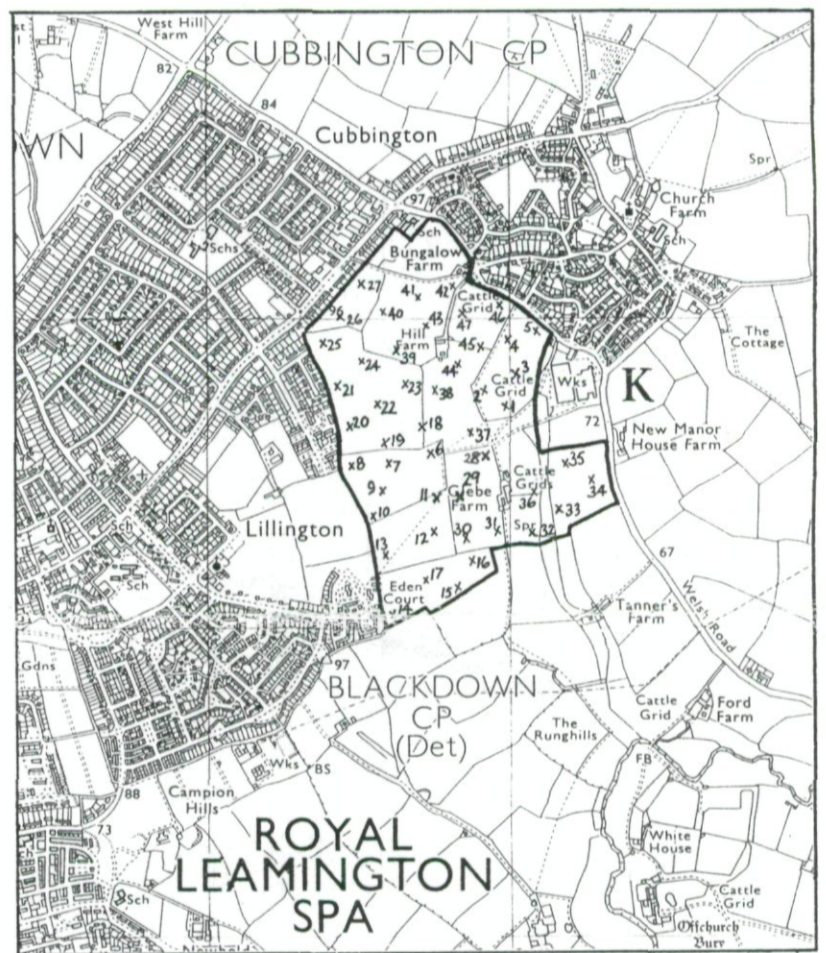 West Hill
Farm
CUBBINGTON CP
82
84
Cubbington
OWN
Spr
97
Church
Farm
Sch
Sch
Schs
Bungalow
Farm
27
41
42
Cattle
Grid
96
26
40
43
47
46
5
The
Cottage
Hill
Farm
45
4
25
39
24
44
3
Cattle
Grid
Wks
K
21
23
38
2
1
22
72
New Manor
House Farm
20
18
19
37
6
28
8
7
35
29
Cattle
Grids
9
11
Glebe
Farm
36
34
10
33
Lillington
Sch
12
30
31
Sp
32
13
67
16
Sch
17
Eden
Court
15
14
Tanner's
Farm
Welsh Road
Gdns
97
BLACKDOWN
CP
(Det)
Cattle
Grid
Ford
Farm
The
Runghills
Wks
BS
FB
88
Campion
Hills
73
White
House
ROYAL
LEAMINGTON
SPA
Sch
Cattle
Grid
Offchurch
Bury